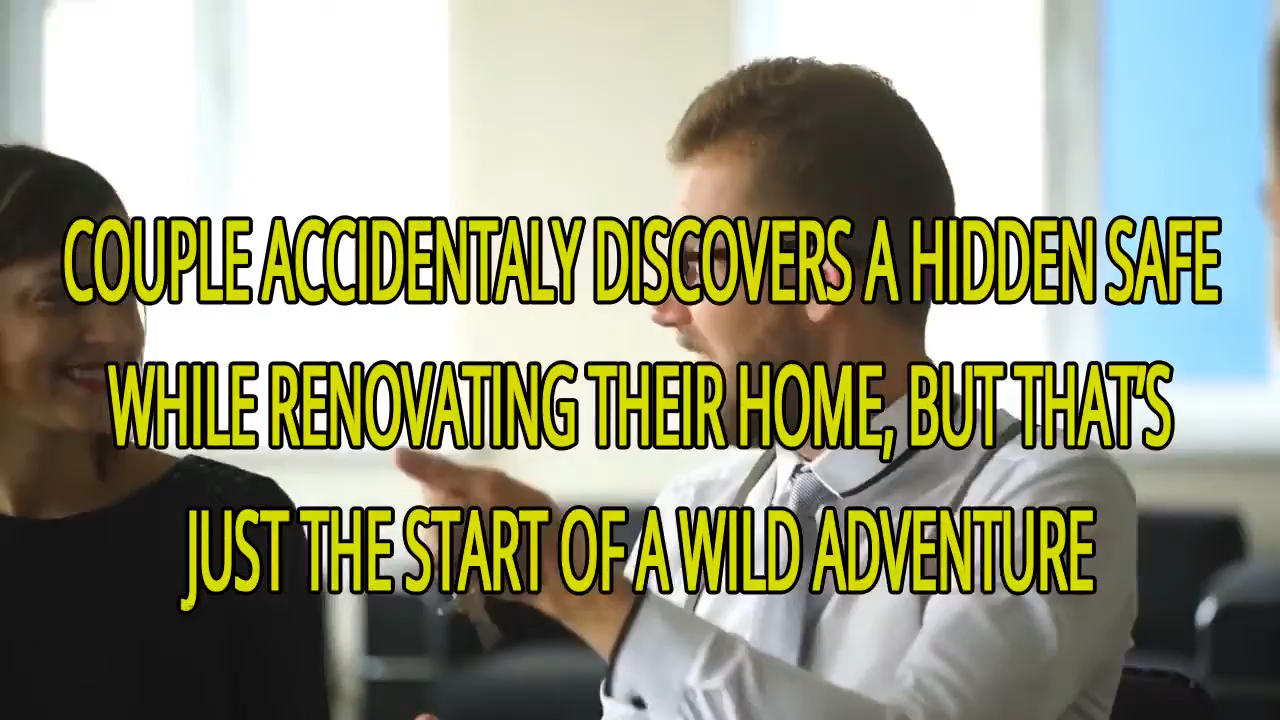 COUPLE ACCIDENTALY DISCOVERS A HIDDEN SAFE
WHILE RENOVATING THEIR HOME, BUT THAT'S
JUST THE START OF A WILD ADVENTURE